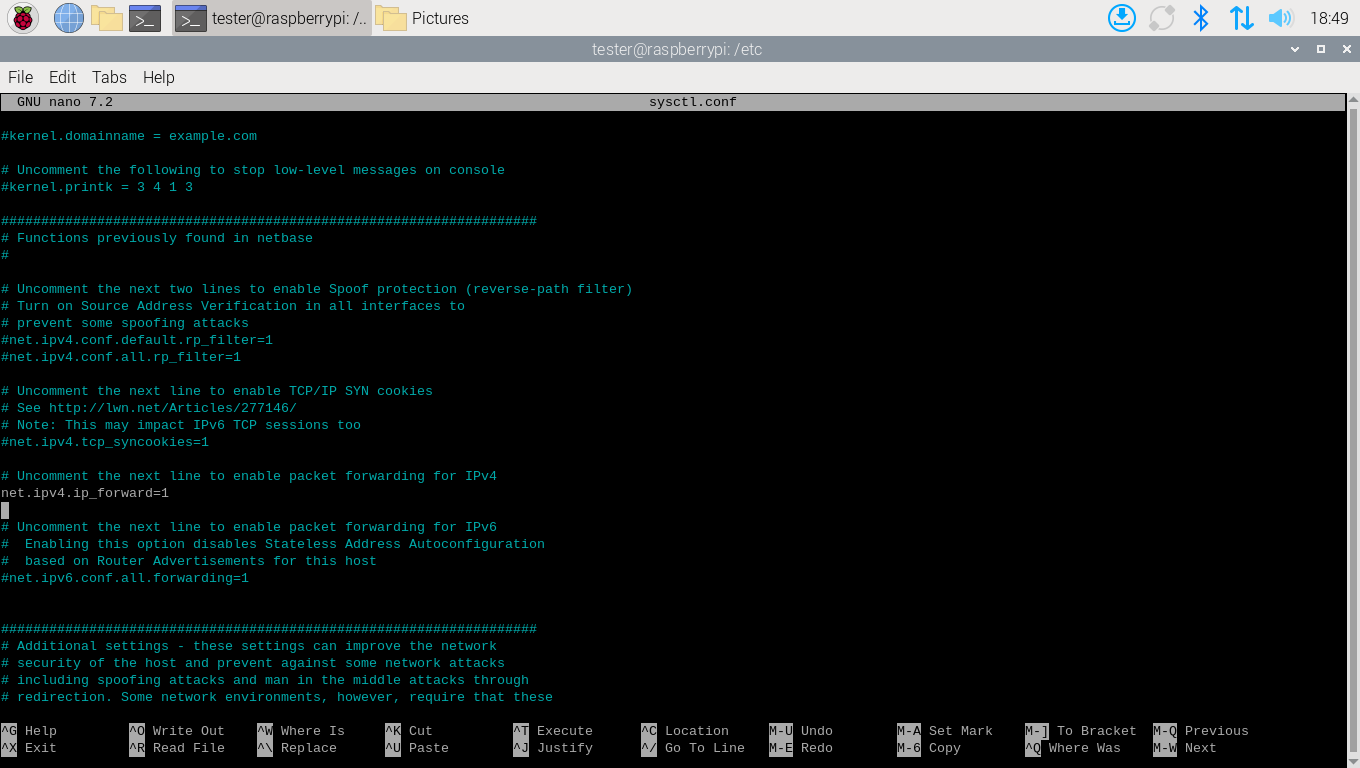 tester@raspberrypi: /.. Pictures 18:49
tester@raspberrypi: /etc
File Edit Tabs Help
GNU nano 7.2 sysctl.conf
#kernel.domainname = example.com
# Uncomment the following to stop low-level messages on console
#kernel.printk = 3 4 1 3
###################################################################
# Functions previously found in netbase
#
# Uncomment the next two lines to enable Spoof protection (reverse-path filter)
# Turn on Source Address Verification in all interfaces to
# prevent some spoofing attacks
#net.ipv4.conf.default.rp_filter=1
#net.ipv4.conf.all.rp_filter=1
# Uncomment the next line to enable TCP/IP SYN cookies
# See http://lwn.net/Articles/277146/
# Note: This may impact IPv6 TCP sessions too
#net.ipv4.tcp_syncookies=1
# Uncomment the next line to enable packet forwarding for IPv4
net.ipv4.ip_forward=1
# Uncomment the next line to enable packet forwarding for IPv6
#  Enabling this option disables Stateless Address Autoconfiguration
#  based on Router Advertisements for this host
#net.ipv6.conf.all.forwarding=1
###################################################################
# Additional settings - these settings can improve the network
# security of the host and prevent against some network attacks
# including spoofing attacks and man in the middle attacks through
# redirection. Some network environments, however, require that these
^G Help ^O Write Out ^W Where Is ^K Cut ^T Execute ^C Location M-U Undo M-A Set Mark M-] To Bracket M-Q Previous
^X Exit ^R Read File ^\ Replace ^U Paste ^J Justify ^/ Go To Line M-E Redo M-6 Copy ^Q Where Was M-W Next